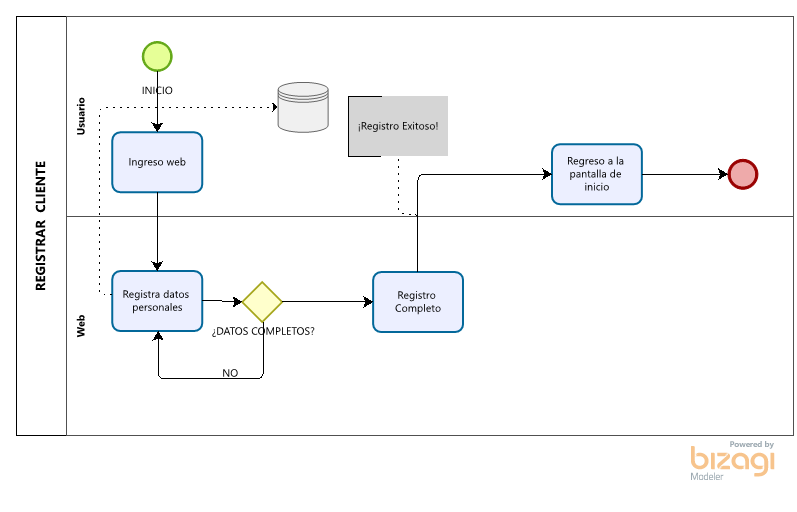 REGISTRAR CLIENTE
Usuario
INICIO
Ingreso web
¡Registro Exitoso!
Regreso a la
pantalla de
inicio
Web
Registra datos
personales
¿DATOS COMPLETOS?
NO
Registro
Completo
Powered by
bizagi
Modeler